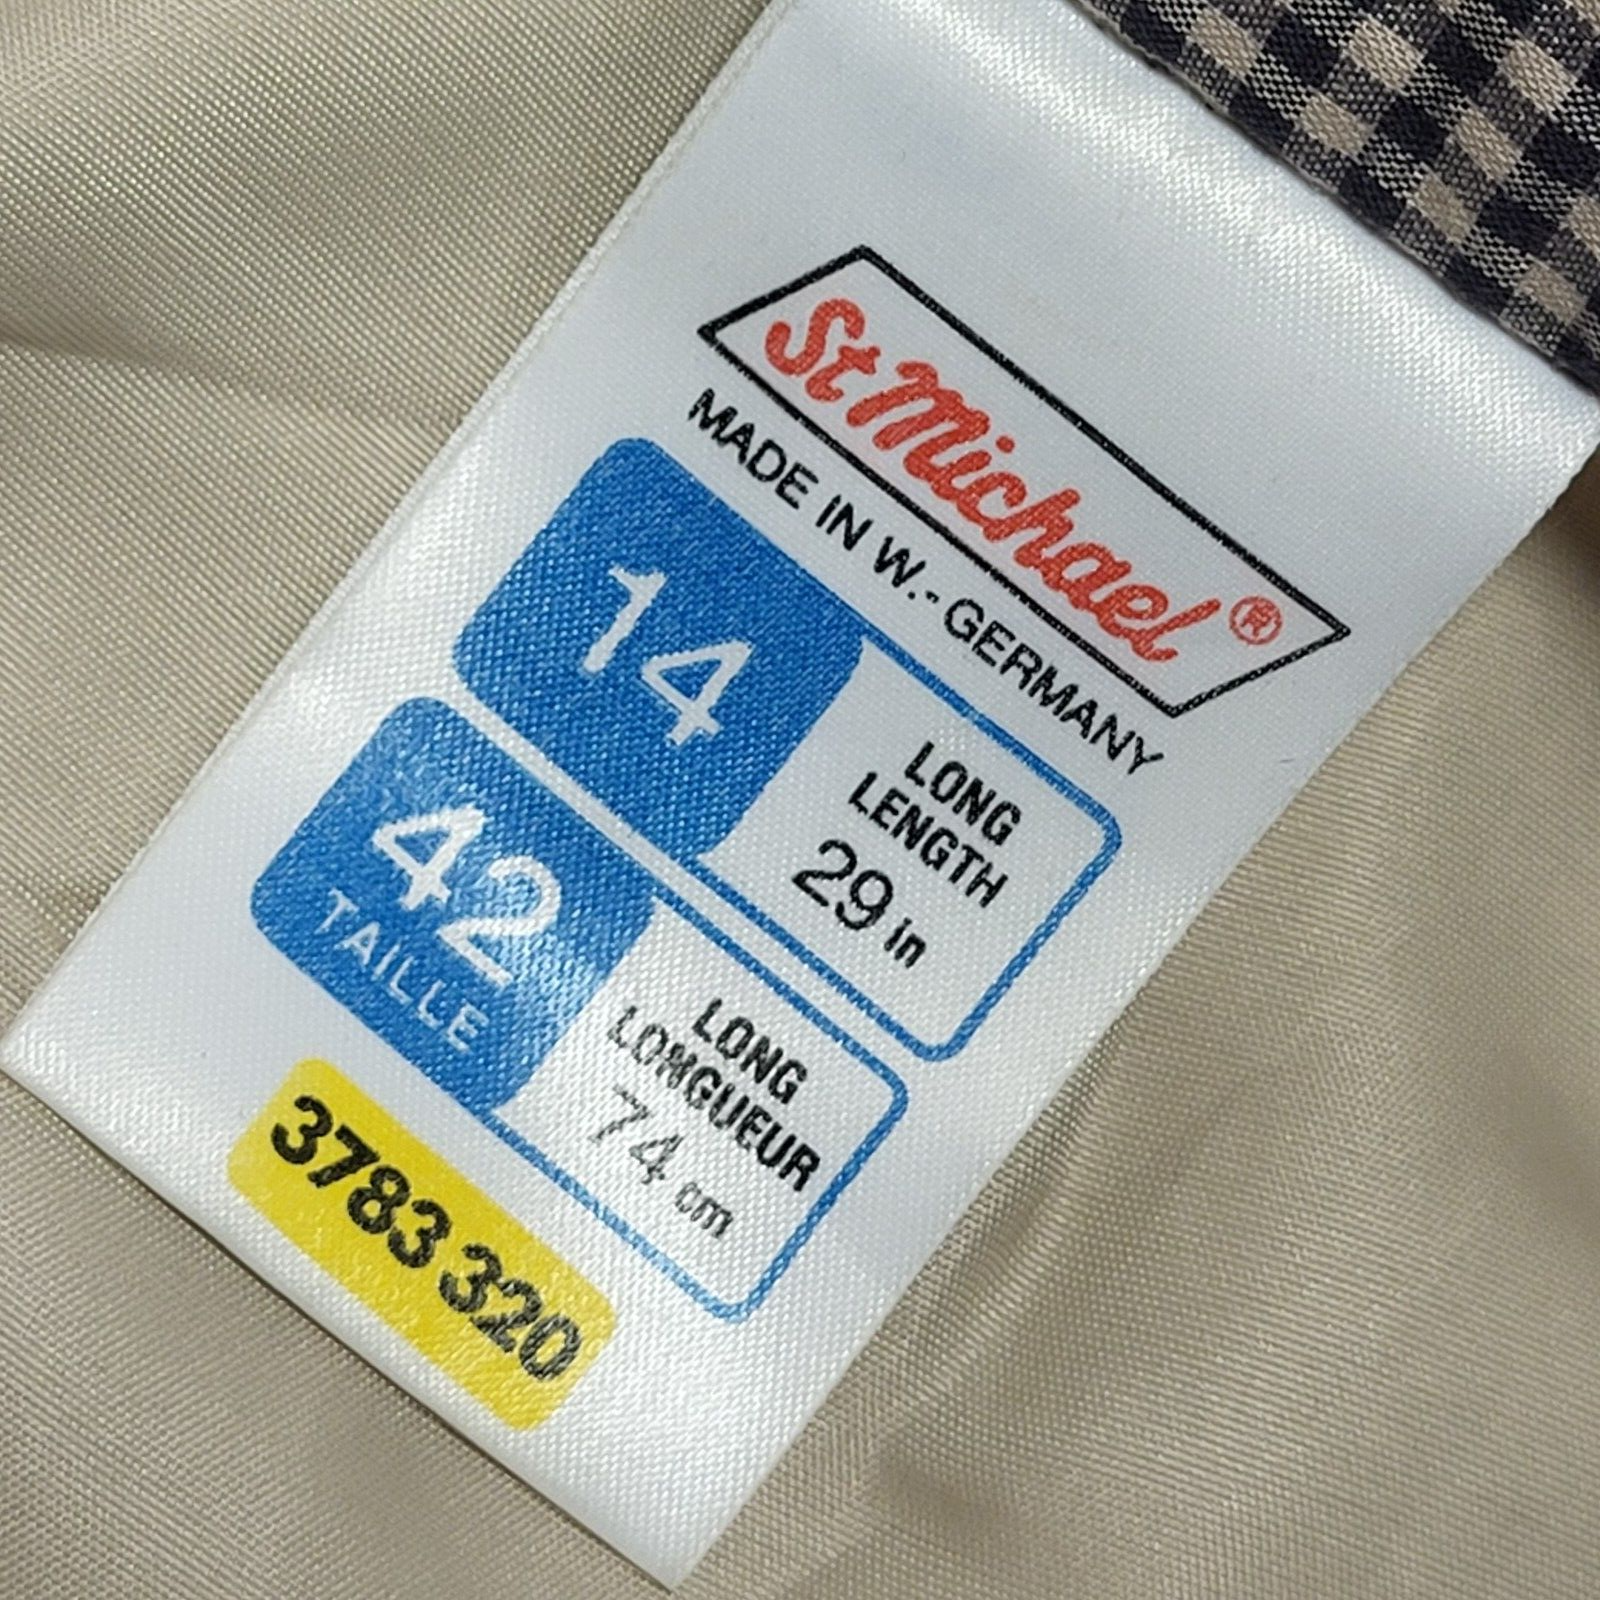 St Michael®
MADE IN W.-GERMANY
14
LONG
LENGTH
29 in
42
TAILLE
LONG
LONGUEUR
74 cm
3783 320